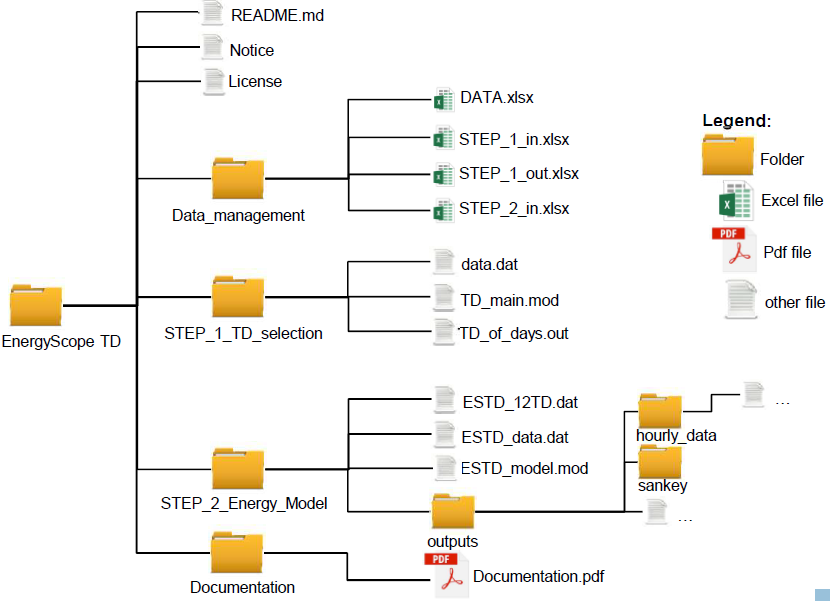 README.md
Notice
License
DATA.xlsx
STEP_1_in.xlsx
STEP_1_out.xlsx
STEP_2_in.xlsx
Data_management
data.dat
TD_main.mod
TD_of_days.out
STEP_1_TD_selection
EnergyScope TD
ESTD_12TD.dat
ESTD_data.dat
ESTD_model.mod
STEP_2_Energy_Model
outputs
hourly_data
...
sankey
...
Documentation
PDF
Documentation.pdf
Legend:
Folder
Excel file
PDF
Pdf file
other file